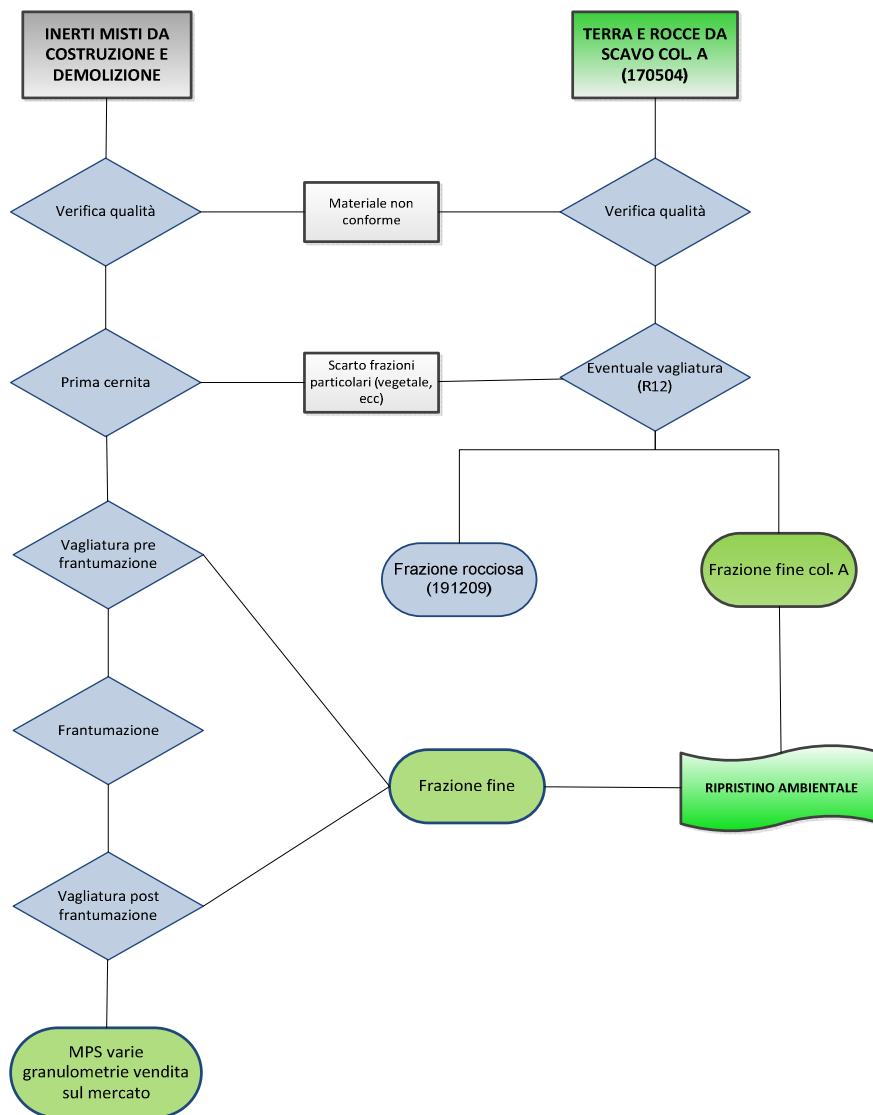 INERTI MISTI DA
COSTRUZIONE E
DEMOLIZIONE
TERRA E ROCCE DA
SCAVO COL. A
(170504)
Verifica qualità
Materiale non
conforme
Verifica qualità
Prima cernita
Scarto frazioni
particolari (vegetale,
ecc)
Eventuale vagliatura
(R12)
Vagliatura pre
frantumazione
Frazione rocciosa
(191209)
Frazione fine col. A
Frantumazione
Frazione fine
RIPRISTINO AMBIENTALE
Vagliatura post
frantumazione
MPS varie
granulometrie vendita
sul mercato